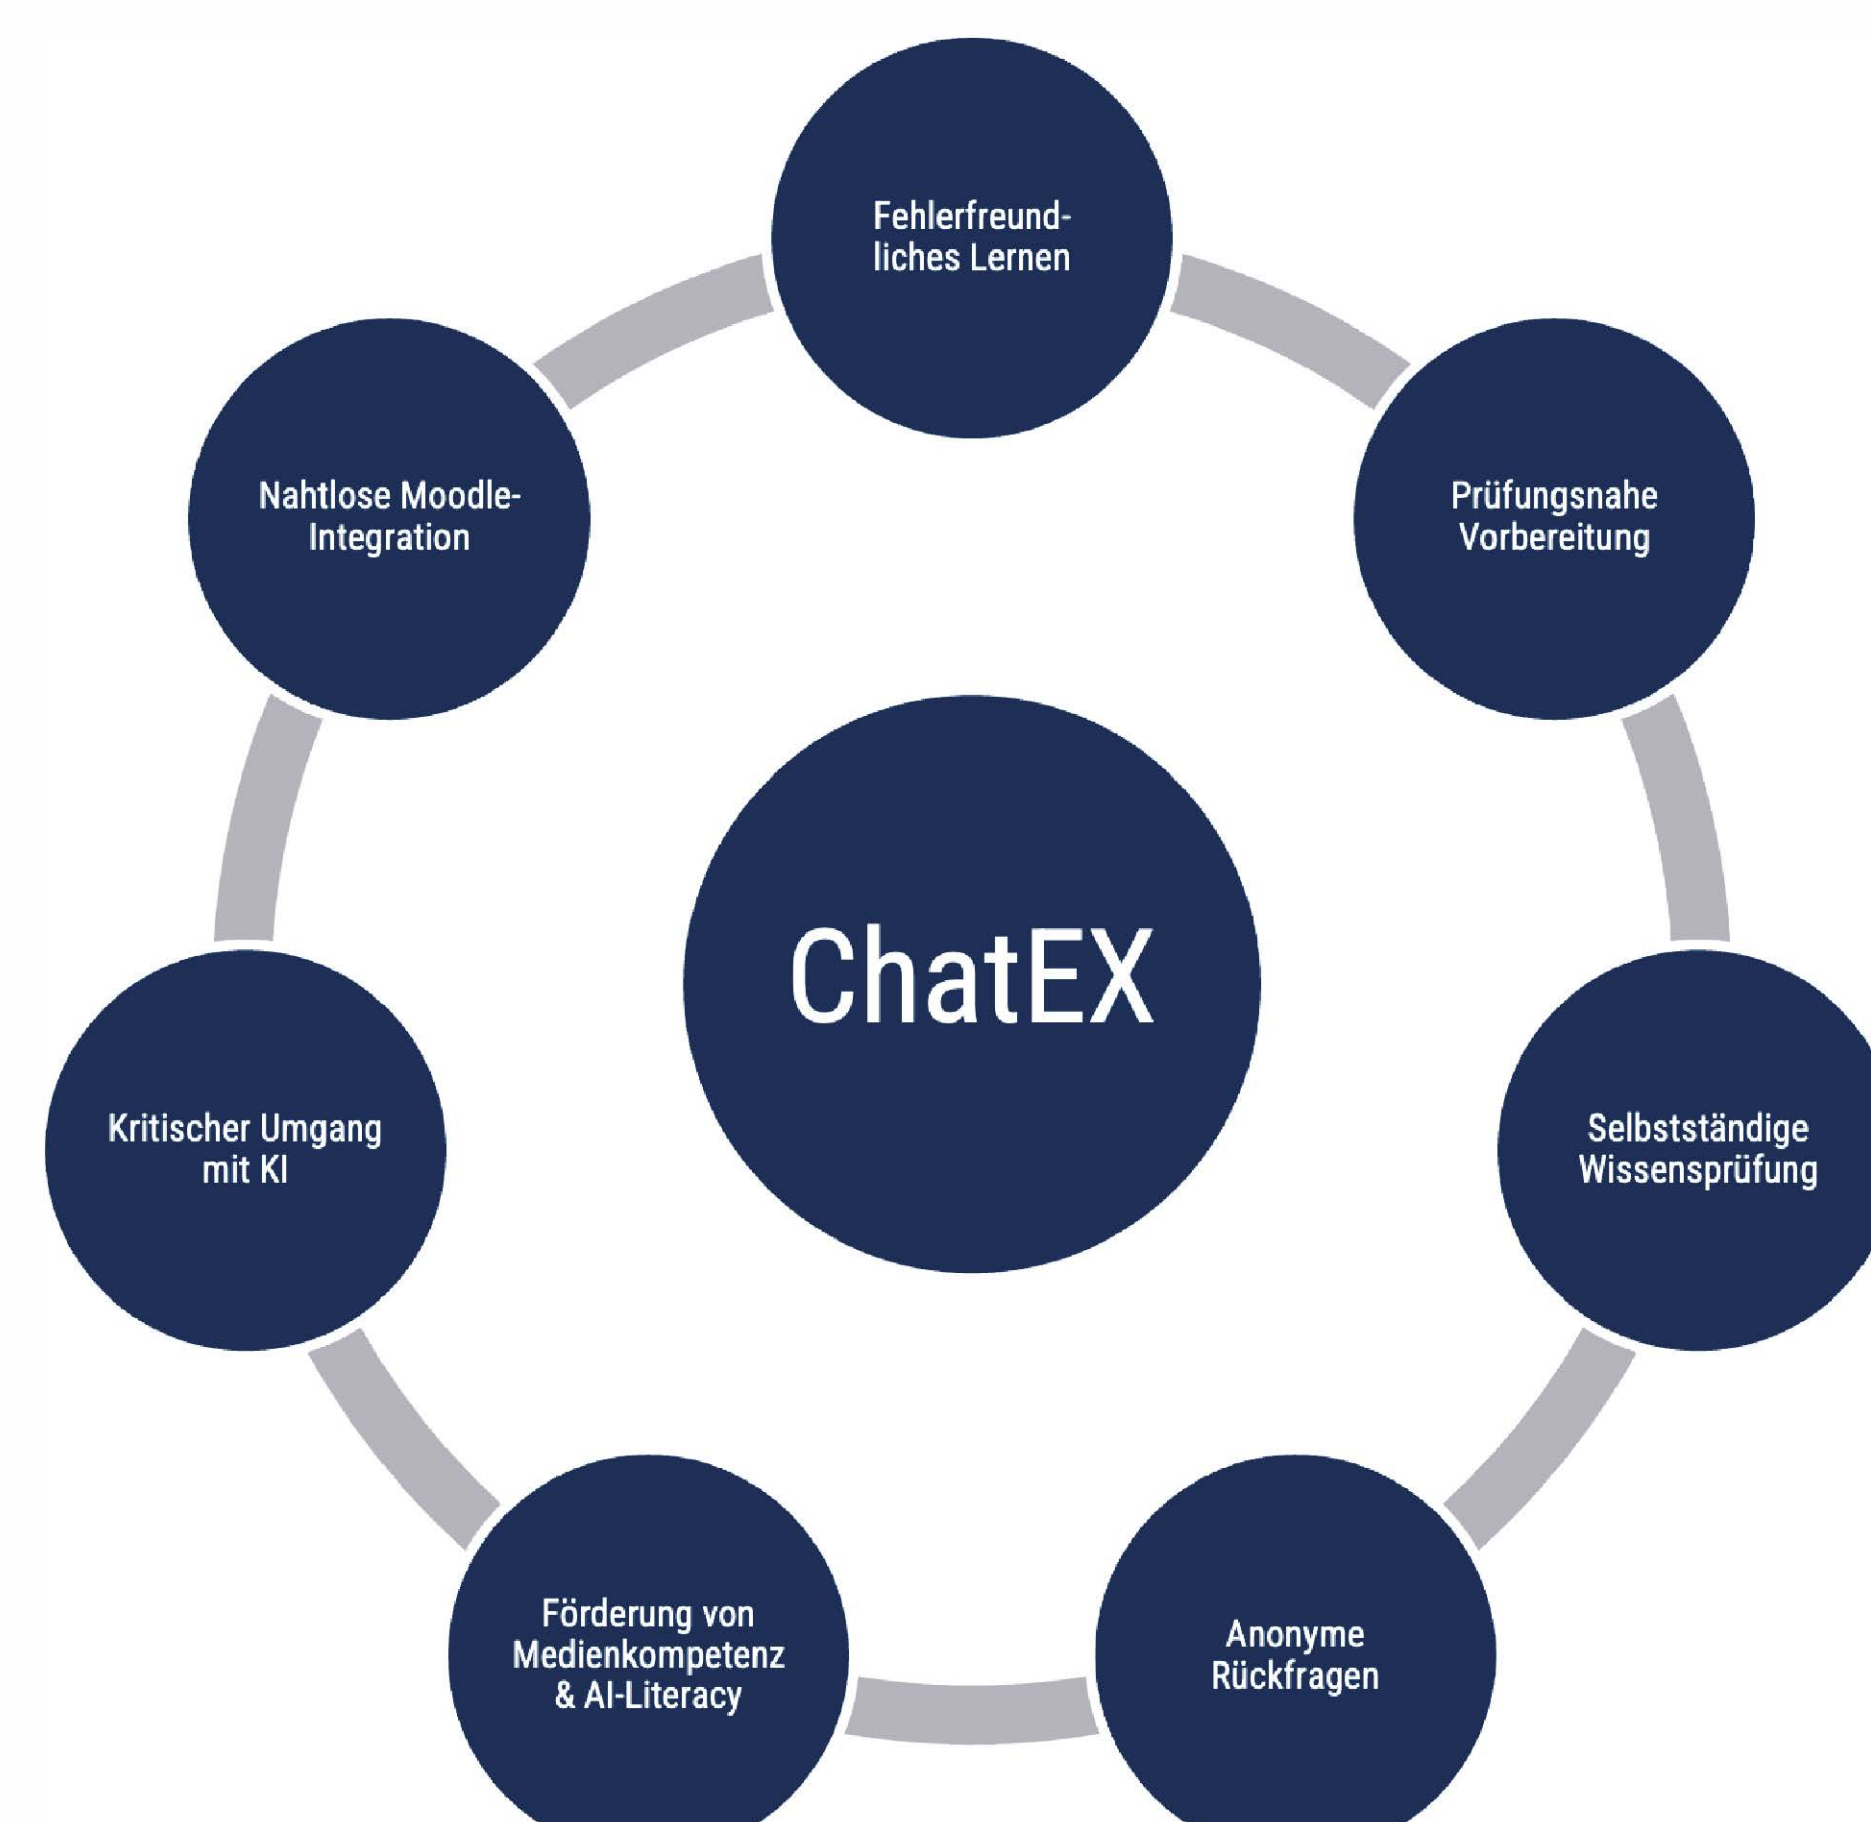 Fehlerfreund-
liches Lernen
Prüfungsnahe
Vorbereitung
Selbstständige
Wissensprüfung
Anonyme
Rückfragen
Förderung von
Medienkompetenz
& AI-Literacy
Kritischer Umgang
mit KI
Nahtlose Moodle-
Integration
ChatEX